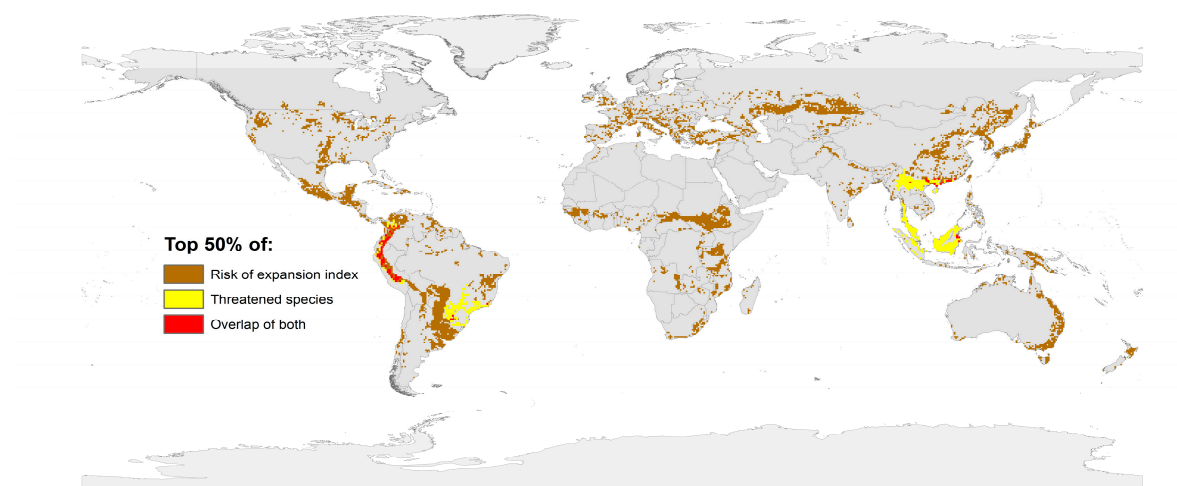 Top 50% of:
Risk of expansion index
Threatened species
Overlap of both